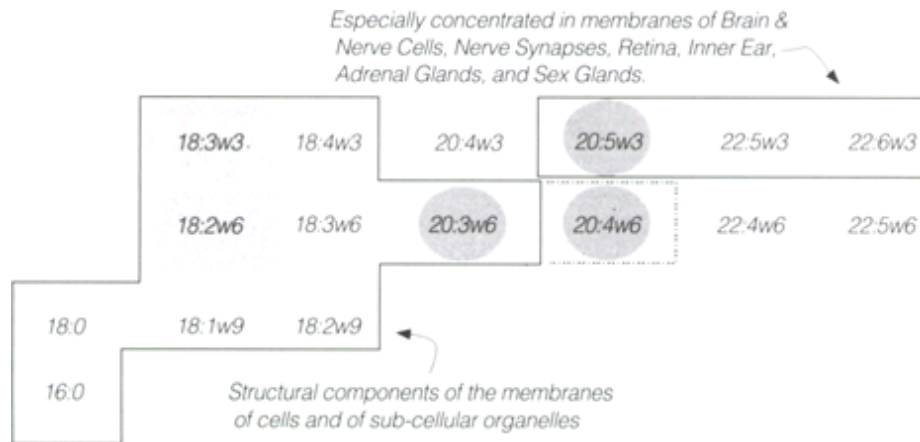 Especially concentrated in membranes of Brain &
Nerve Cells, Nerve Synapses, Retina, Inner Ear,
Adrenal Glands, and Sex Glands.
18:3w3 18:4w3 20:4w3 20:5w3 22:5w3 22:6w3
18:2w6 18:3w6 20:3w6 20:4w6 22:4w6 22:5w6
18:0 18:1w9 18:2w9
16:0
Structural components of the membranes
of cells and of sub-cellular organelles